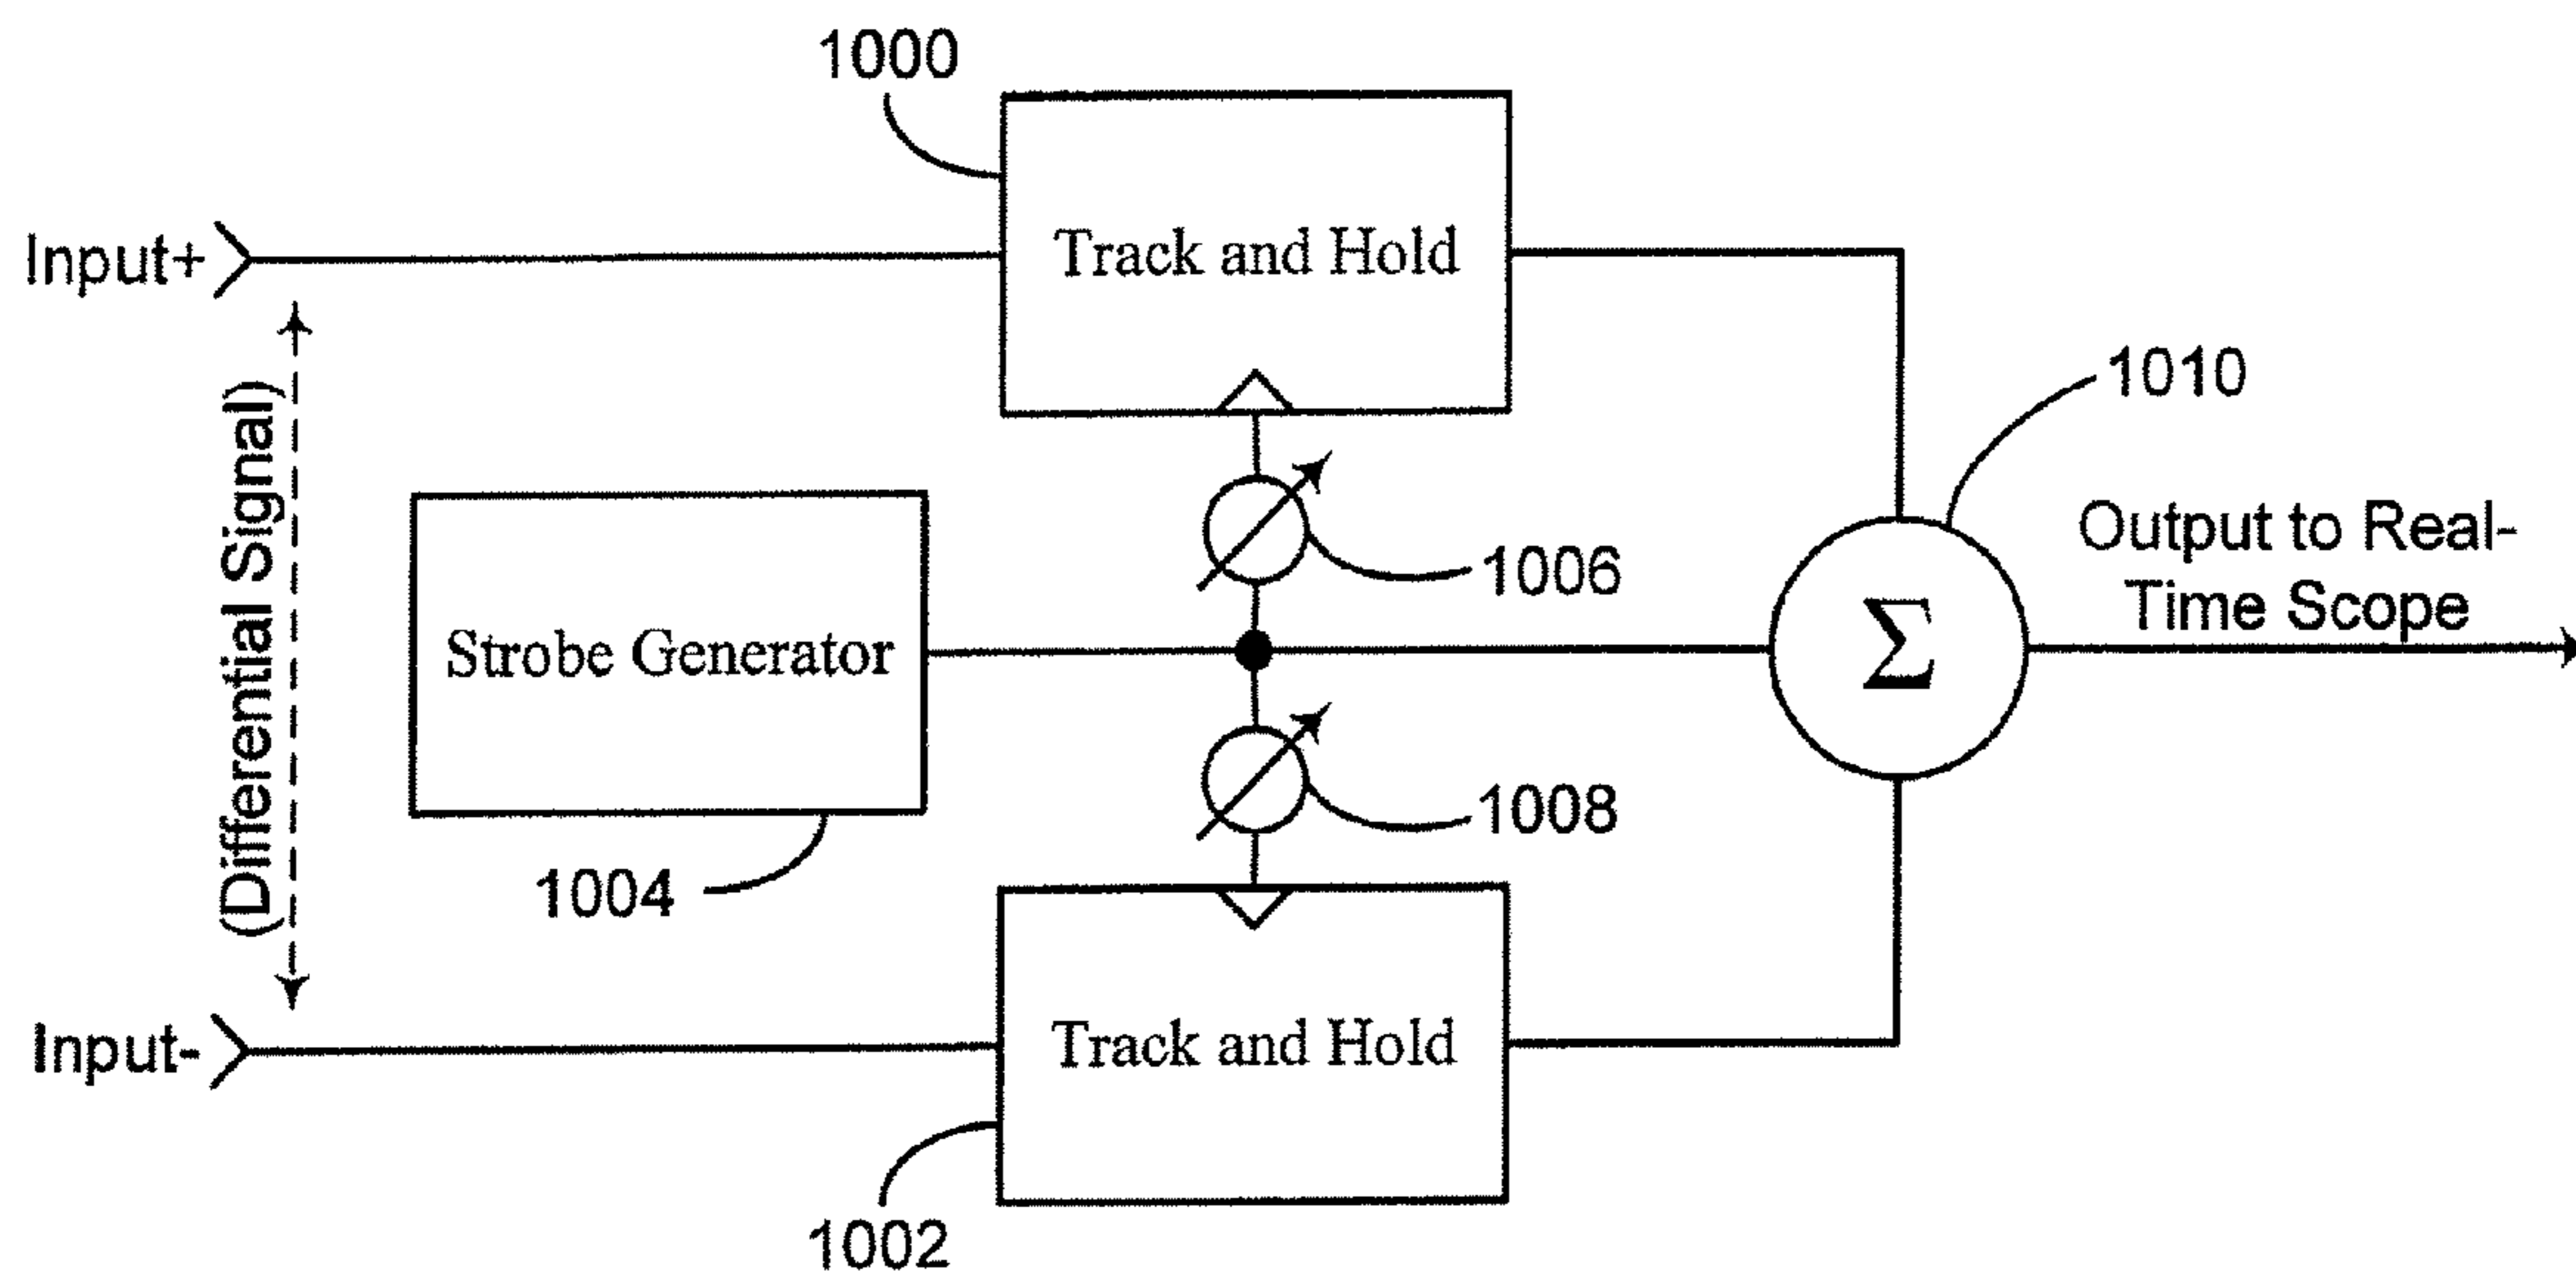 1000
Input+
Track and Hold
1010
(Differential Signal)
Output to Real-
Time Scope
1006
Strobe Generator
Σ
1008
1004
Input-
Track and Hold
1002